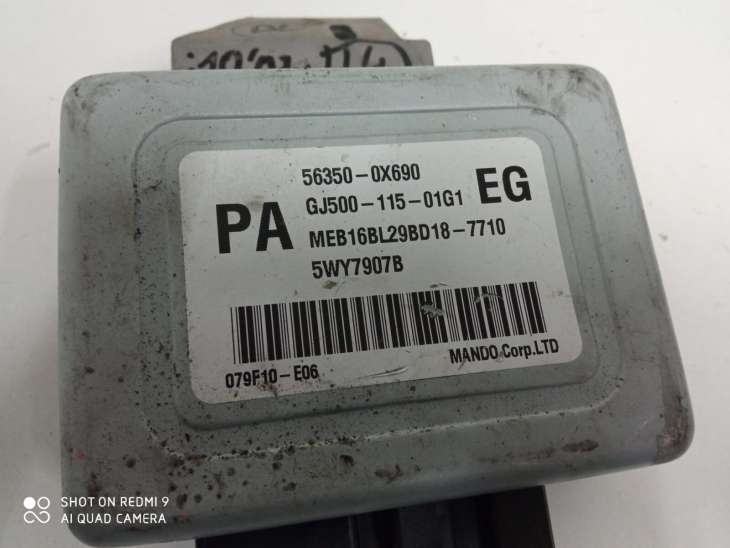 56350-0X690
PA GJ500-115-01G1 EG
MEB16BL29BD18-7710
5WY7907B
079F10-E06 MANDO Corp.LTD
SHOT ON REDMI 9
AI QUAD CAMERA